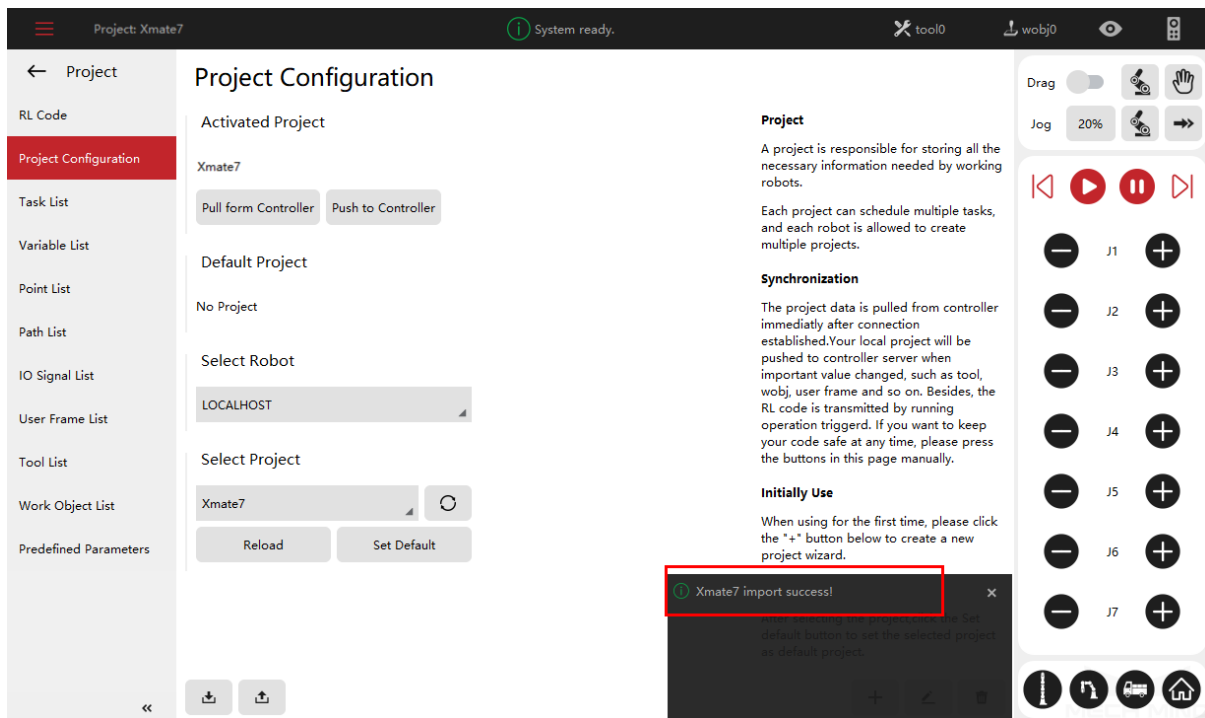 Project: Xmate7
System ready.
tool0
wobj0
Project
RL Code
Project Configuration
Task List
Variable List
Point List
Path List
IO Signal List
User Frame List
Tool List
Work Object List
Predefined Parameters
«
Project Configuration
Activated Project
Xmate7
Pull form Controller
Push to Controller
Default Project
No Project
Select Robot
LOCALHOST
Select Project
Xmate7
Reload
Set Default
Project
A project is responsible for storing all the
necessary information needed by working
robots.
Each project can schedule multiple tasks,
and each robot is allowed to create
multiple projects.
Synchronization
The project data is pulled from controller
immediatly after connection
established.Your local project will be
pushed to controller server when
important value changed, such as tool,
wobj, user frame and so on. Besides, the
RL code is transmitted by running
operation triggerd. If you want to keep
your code safe at any time, please press
the buttons in this page manually.
Initially Use
When using for the first time, please click
the "+" button below to create a new
project wizard.
Xmate7 import success!
After selecting the project,click the Set
default button to set the selected project
as default project.
Drag
Jog
20%
J1
J2
J3
J4
J5
J6
J7